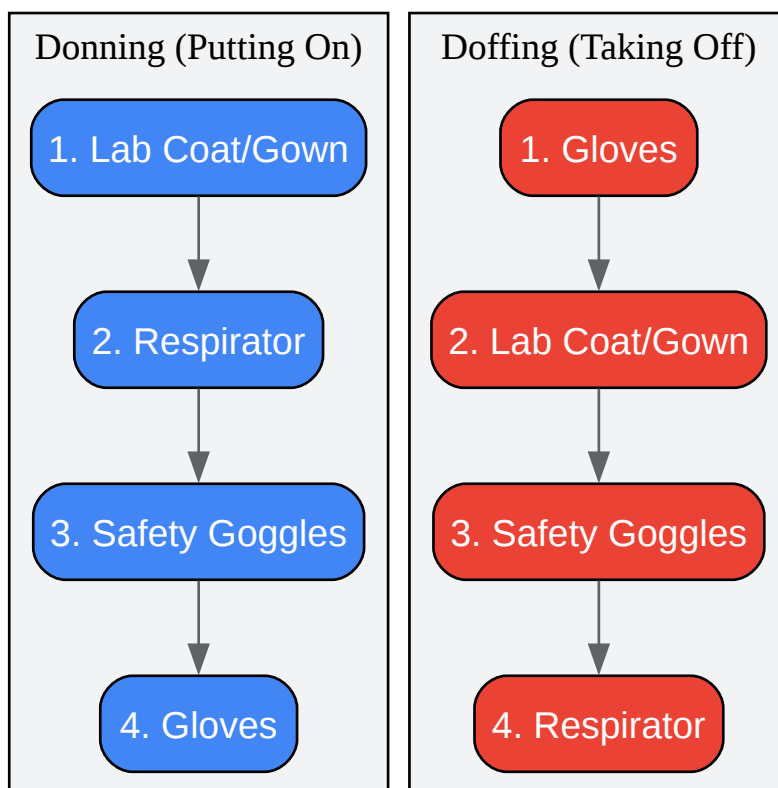 Donning (Putting On)
1. Lab Coat/Gown
2. Respirator
3. Safety Goggles
4. Gloves
Doffing (Taking Off)
1. Gloves
2. Lab Coat/Gown
3. Safety Goggles
4. Respirator